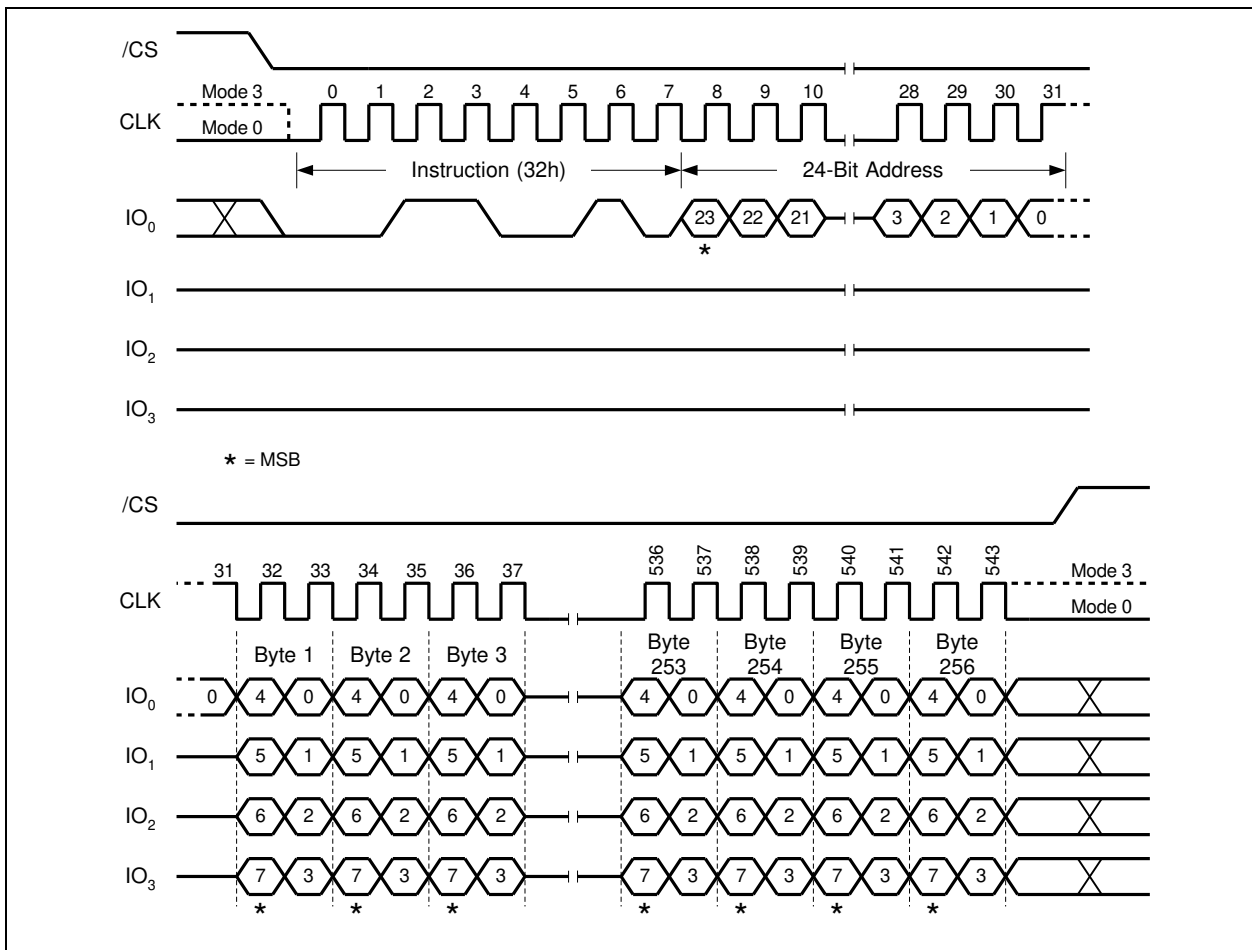 /CS
Mode 3 0 1 2 3 4 5 6 7 8 9 10 28 29 30 31
CLK
Mode 0
Instruction (32h) 24-Bit Address
IO0 23 22 21 3 2 1 0
*
IO1
IO2
IO3
* = MSB
/CS
31 32 33 34 35 36 37 536 537 538 539 540 541 542 543 Mode 3
CLK
Mode 0
Byte 1 Byte 2 Byte 3 Byte 253 Byte 254 Byte 255 Byte 256
IO0 0 4 0 4 0 4 0 4 0 4 0 4 0 4 0
IO1 5 1 5 1 5 1 5 1 5 1 5 1 5 1
IO2 6 2 6 2 6 2 6 2 6 2 6 2 6 2
IO3 7 3 7 3 7 3 7 3 7 3 7 3 7 3
* * * * * * *